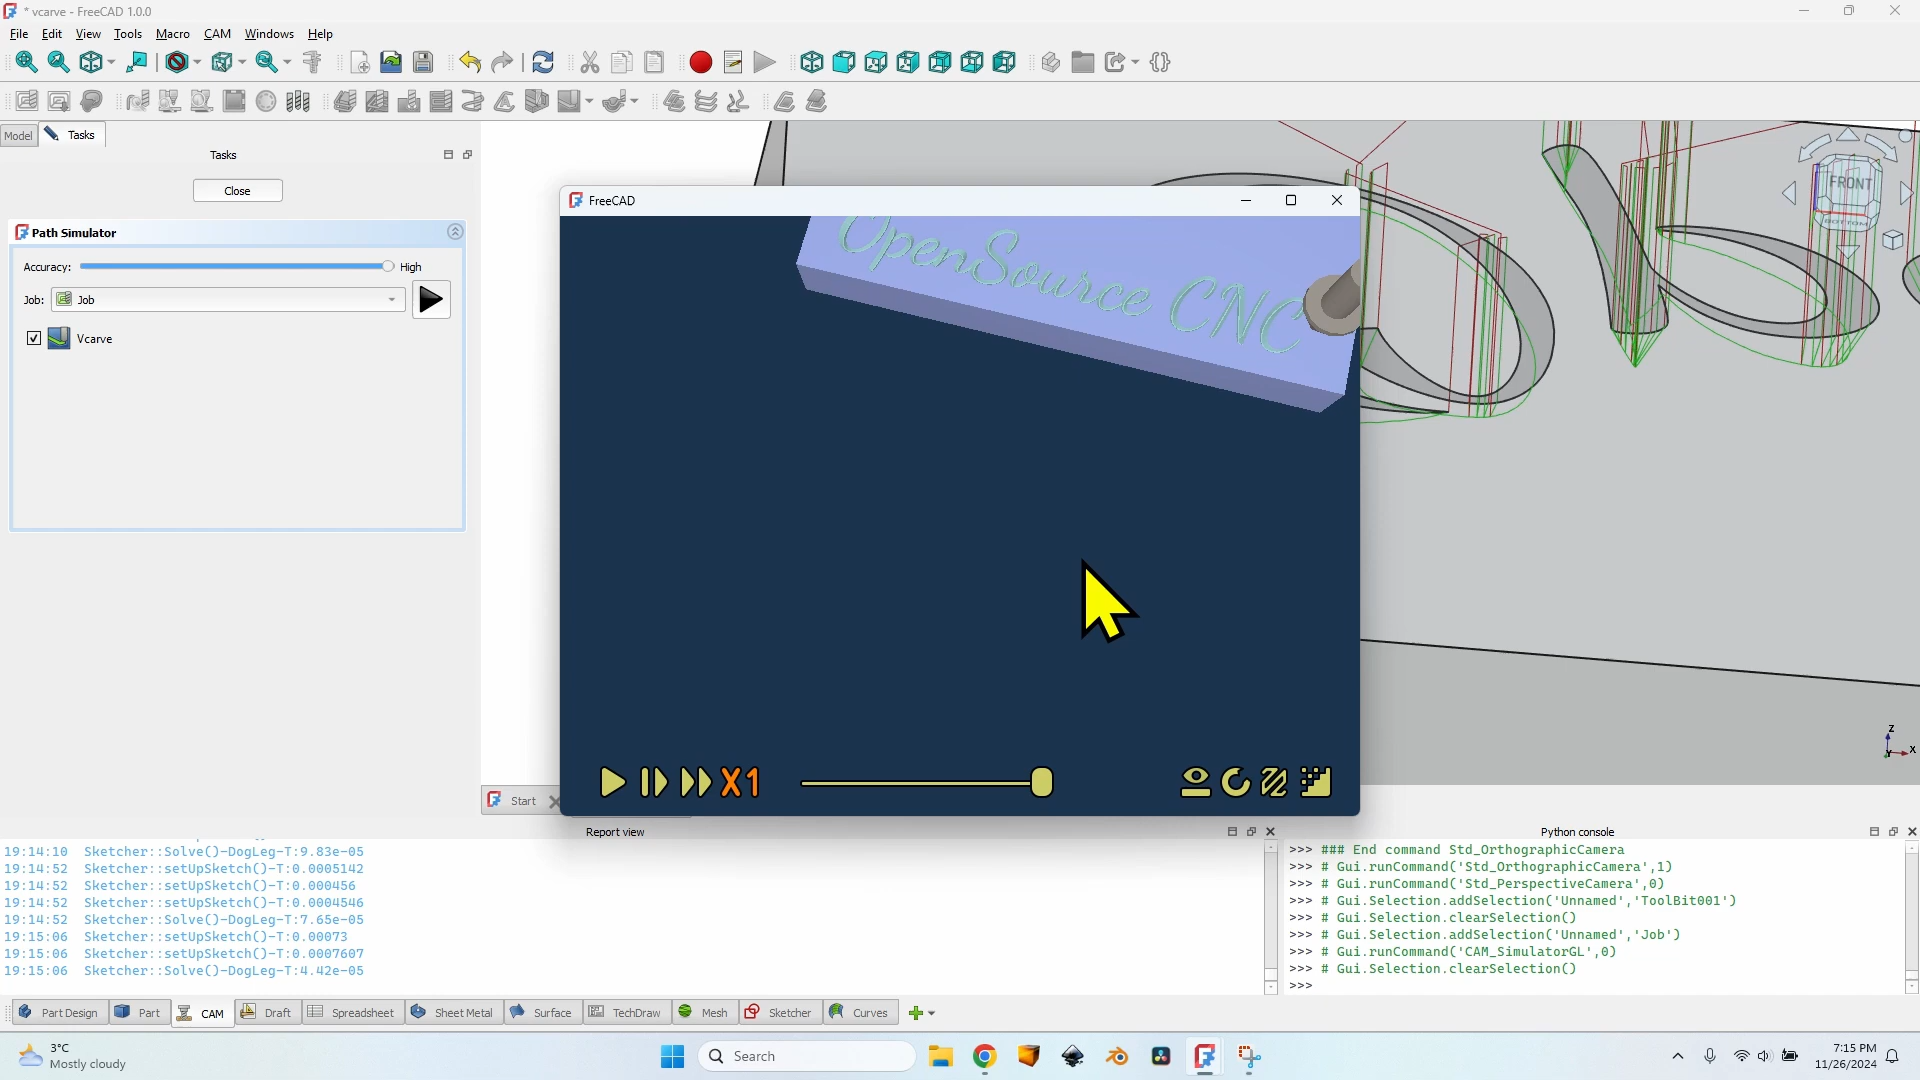 * vcarve - FreeCAD 1.0.0
File Edit View Tools Macro CAM Windows Help
Model Tasks
Tasks
Close
Path Simulator
Accuracy: High
Job: Job
Vcarve
FreeCAD
OpenSource CNC
X1
FRONT
BOTTOM
Z
X
Y
Start
Report view
19:14:10 Sketcher::Solve()-DogLeg-T:9.83e-05
19:14:52 Sketcher::setUpSketch()-T:0.0005142
19:14:52 Sketcher::setUpSketch()-T:0.000456
19:14:52 Sketcher::setUpSketch()-T:0.0004546
19:14:52 Sketcher::Solve()-DogLeg-T:7.65e-05
19:15:06 Sketcher::setUpSketch()-T:0.00073
19:15:06 Sketcher::setUpSketch()-T:0.0007607
19:15:06 Sketcher::Solve()-DogLeg-T:4.42e-05
Python console
>>> ### End command Std_OrthographicCamera
>>> # Gui.runCommand('Std_OrthographicCamera',1)
>>> # Gui.runCommand('Std_PerspectiveCamera',0)
>>> # Gui.Selection.addSelection('Unnamed','ToolBit001')
>>> # Gui.Selection.clearSelection()
>>> # Gui.Selection.addSelection('Unnamed','Job')
>>> # Gui.runCommand('CAM_SimulatorGL',0)
>>> # Gui.Selection.clearSelection()
>>>
Part Design Part CAM Draft Spreadsheet Sheet Metal Surface TechDraw Mesh Sketcher Curves
3°C
Mostly cloudy
Search
7:15 PM
11/26/2024